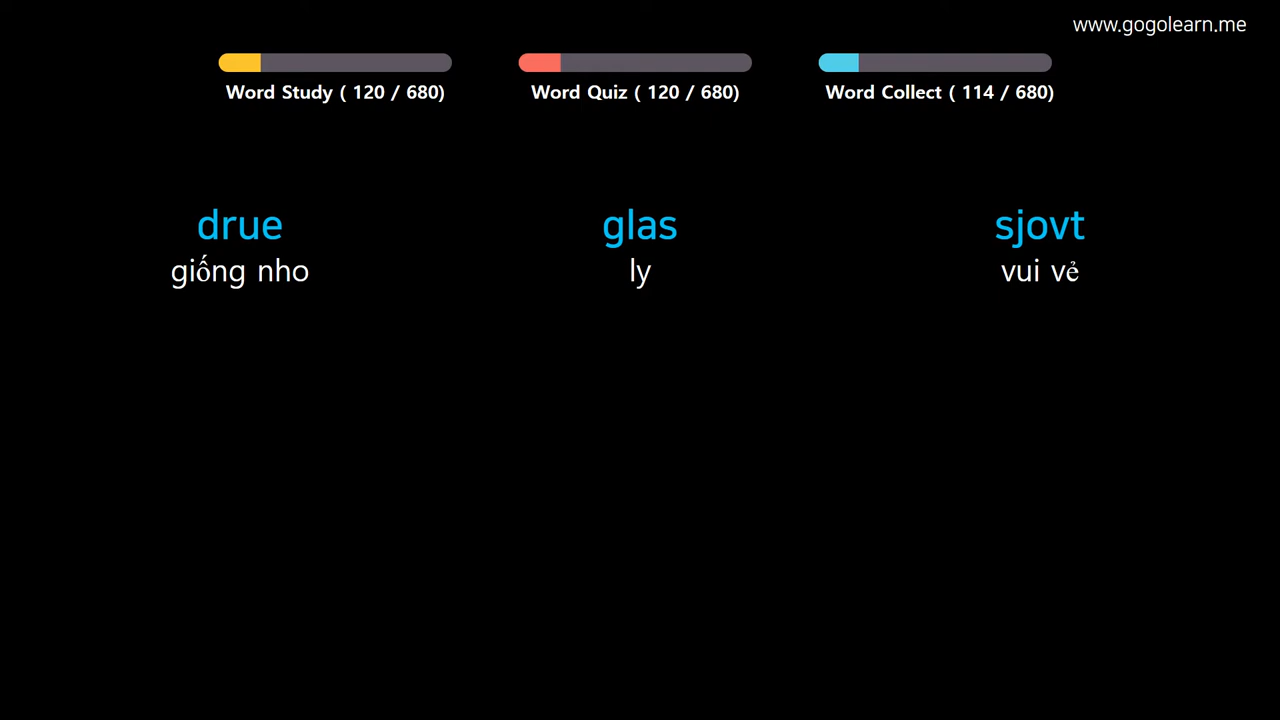 www.gogolearn.me
Word Study ( 120 / 680)
Word Quiz ( 120 / 680)
Word Collect ( 114 / 680)
drue
giống nho
glas
ly
sjovt
vui vẻ